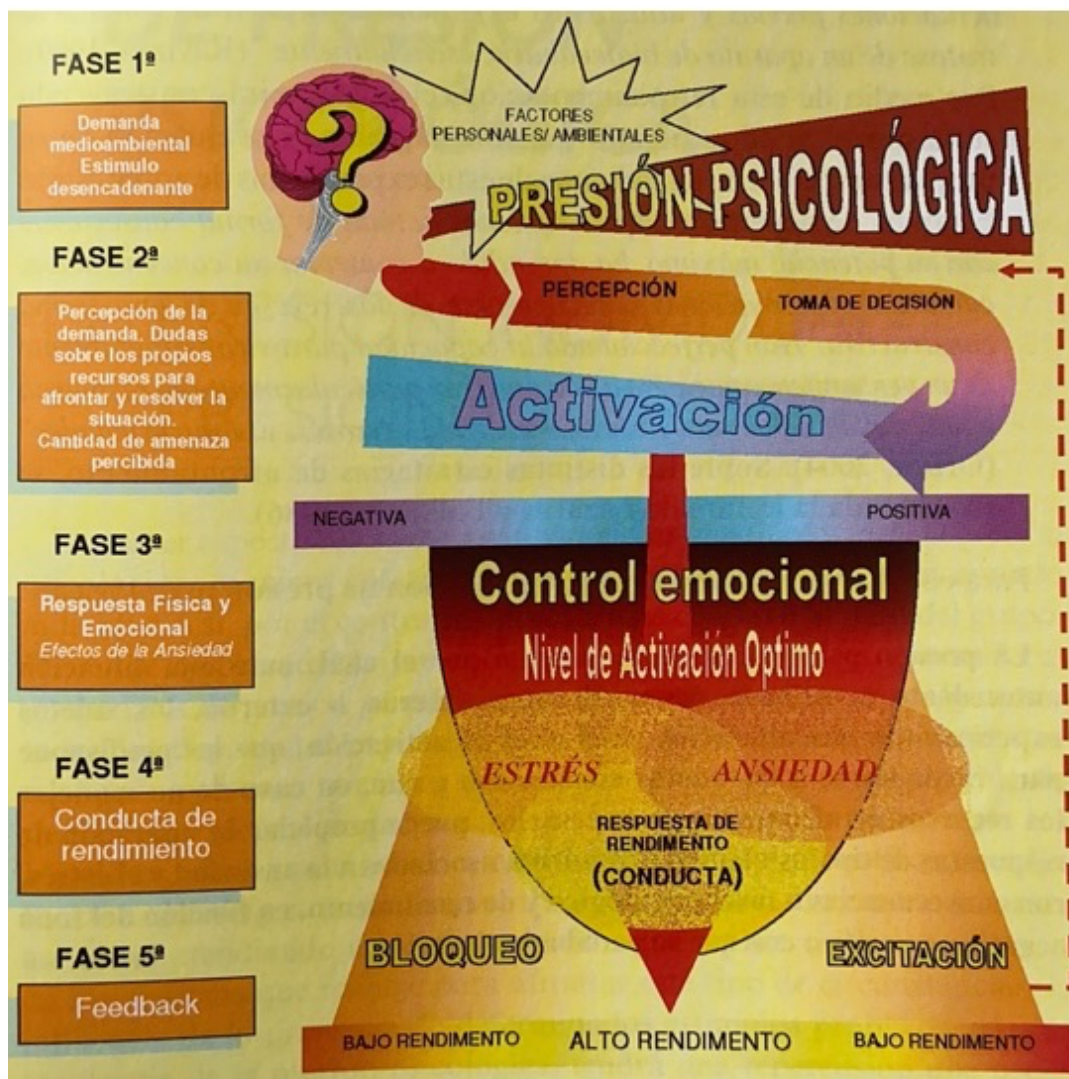 FASE 1ª
Demanda
medioambiental
Estímulo
desencadenante
FACTORES
PERSONALES/ AMBIENTALES
?
PRESIÓN PSICOLÓGICA
FASE 2ª
Percepción de la
demanda. Dudas
sobre los propios
recursos para
afrontar y resolver la
situación.
Cantidad de amenaza
percibida
PERCEPCIÓN
TOMA DE DECISIÓN
Activación
NEGATIVA
POSITIVA
FASE 3ª
Respuesta Física y
Emocional
Efectos de la Ansiedad
Control emocional
Nivel de Activación Optimo
FASE 4ª
Conducta de
rendimiento
ESTRÉS
ANSIEDAD
RESPUESTA DE
RENDIMIENTO
(CONDUCTA)
FASE 5ª
Feedback
BLOQUEO
EXCITACIÓN
BAJO RENDIMIENTO
ALTO RENDIMIENTO
BAJO RENDIMIENTO